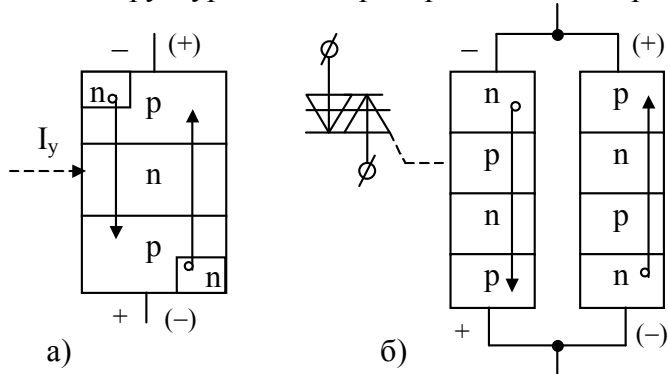 – (+) – (+)
n p n p
I_y n p n
p n p
n p n
+ (–) + (–)
а) б)